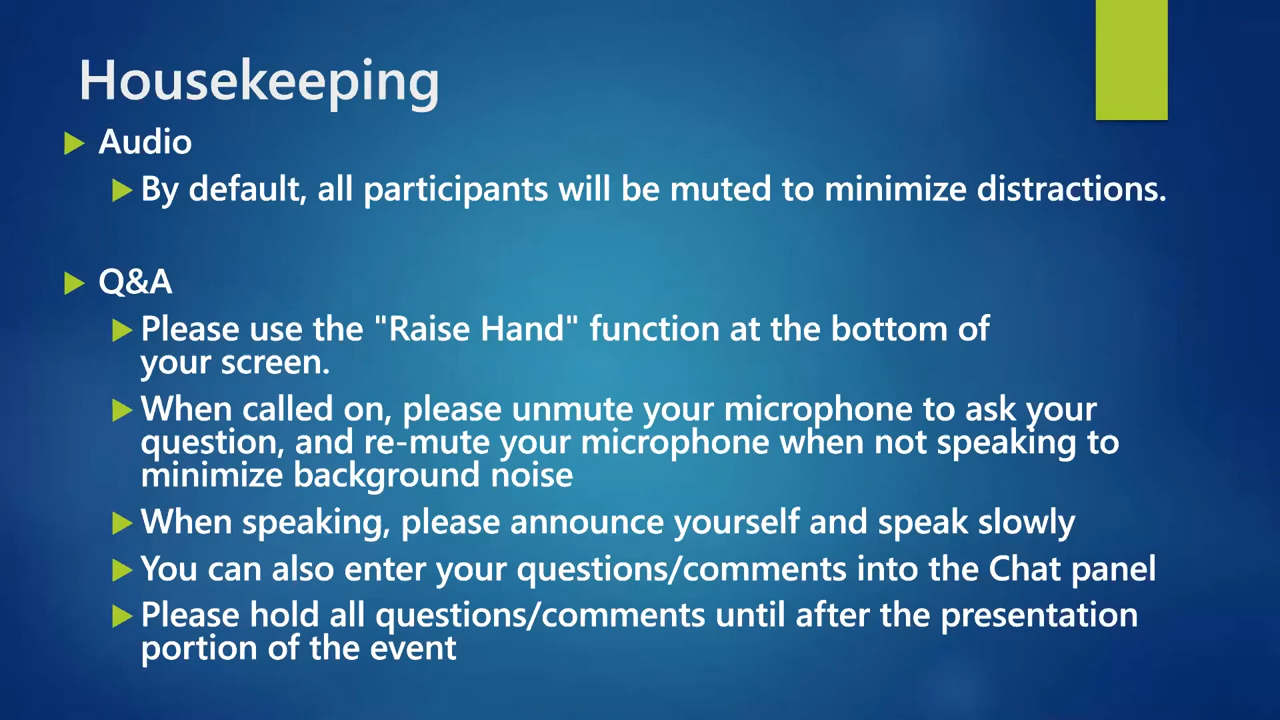 Housekeeping
Audio
By default, all participants will be muted to minimize distractions.
Q&A
Please use the "Raise Hand" function at the bottom of
your screen.
When called on, please unmute your microphone to ask your
question, and re-mute your microphone when not speaking to
minimize background noise
When speaking, please announce yourself and speak slowly
You can also enter your questions/comments into the Chat panel
Please hold all questions/comments until after the presentation
portion of the event